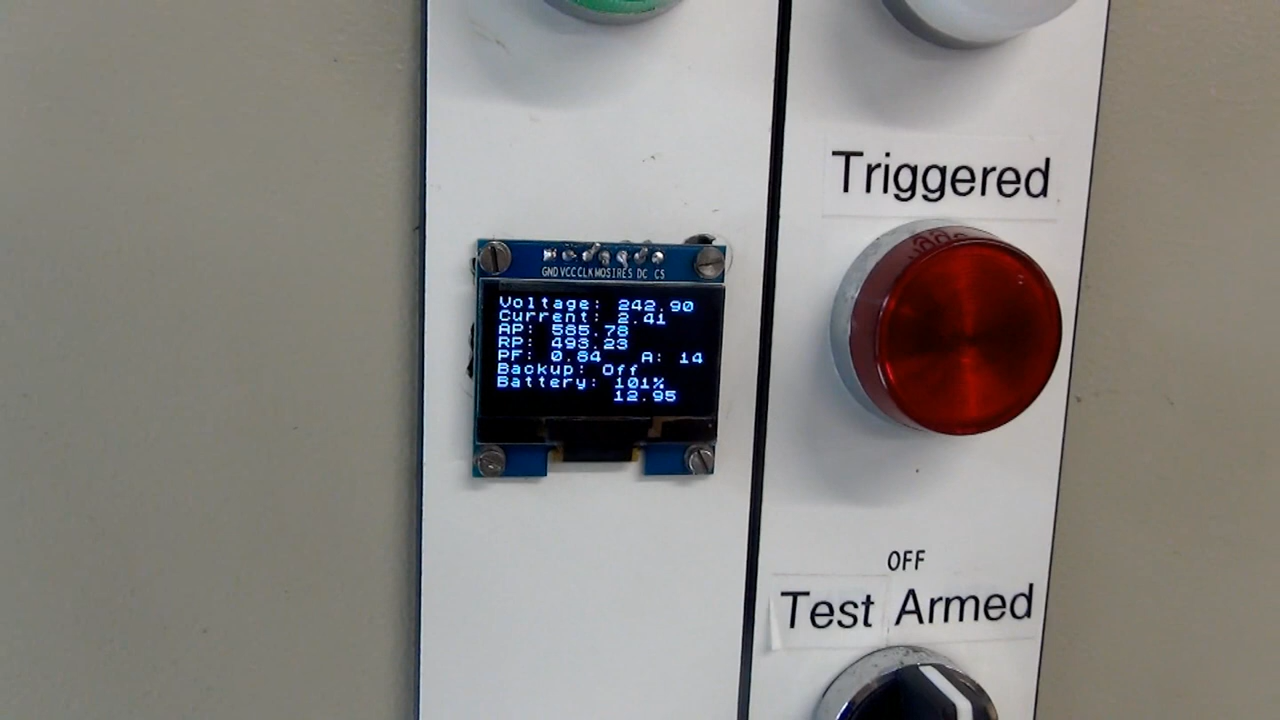 GND VCC CLK MOSI RES DC CS
Voltage: 242.90
Current: 2.41
AP: 585.78
RP: 493.23
PF: 0.84 A: 14
Backup: Off
Battery: 101%
12.95
Triggered
OFF
Test Armed